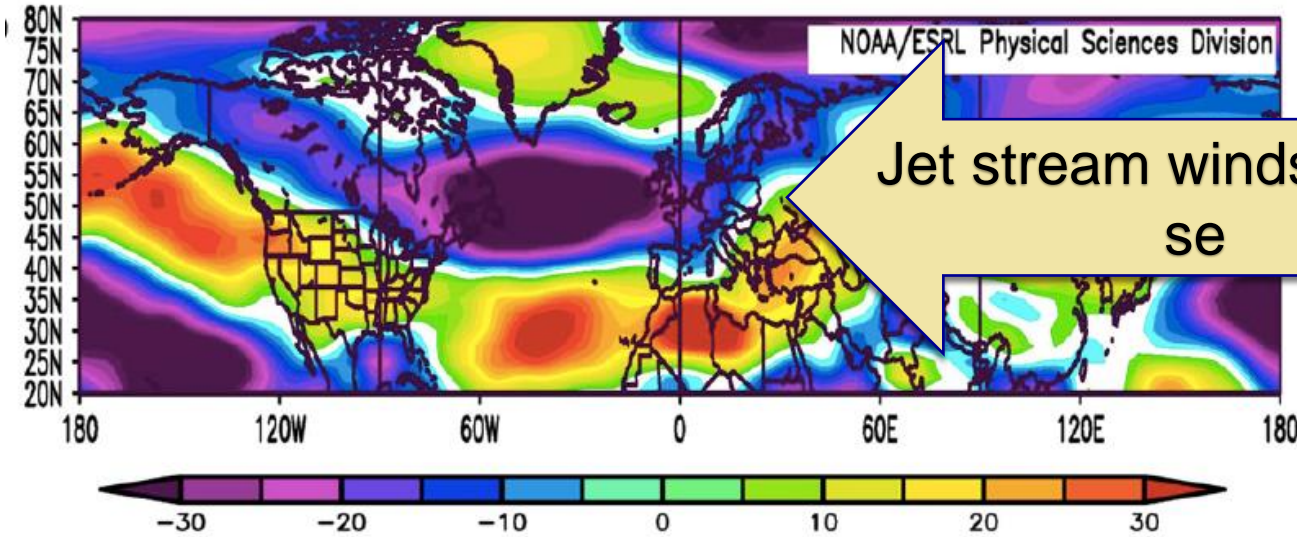 80N
75N
70N
65N
60N
55N
50N
45N
40N
35N
30N
25N
20N
NOAA/ESRL Physical Sciences Division
Jet stream winds
se
180 120W 60W 0 60E 120E 180
-30 -20 -10 0 10 20 30